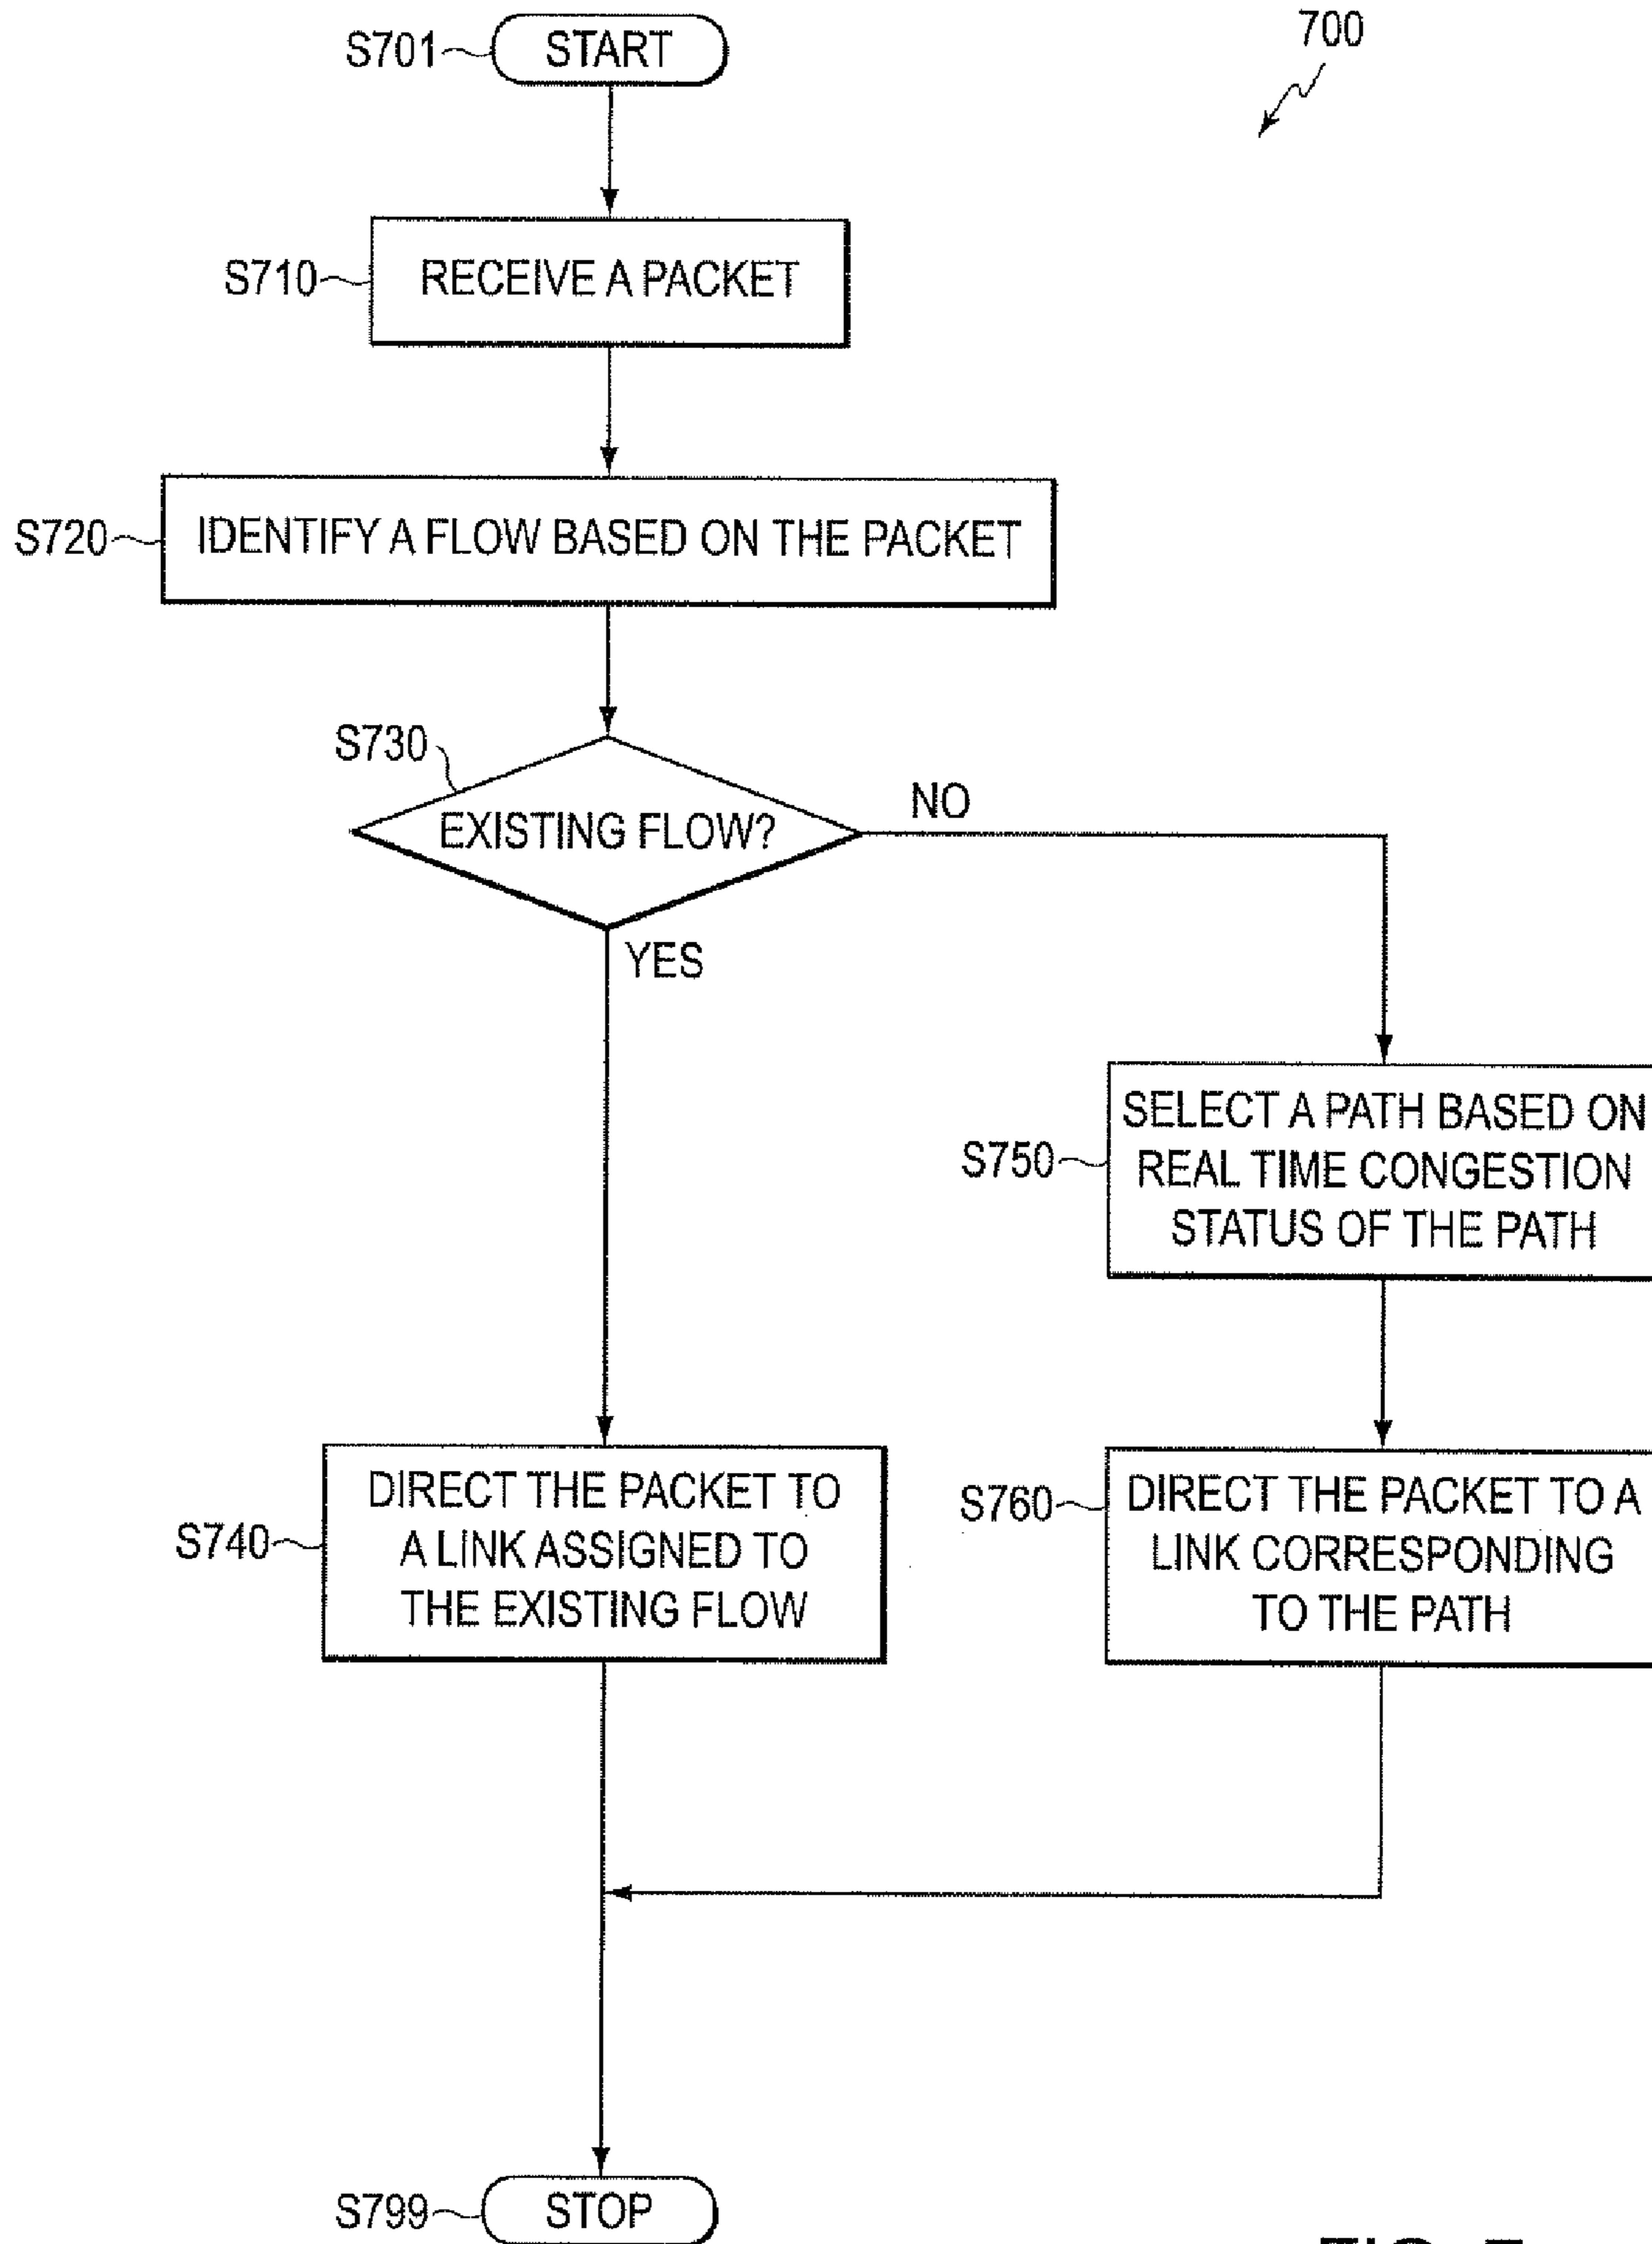 700
S701 START
S710 RECEIVE A PACKET
S720 IDENTIFY A FLOW BASED ON THE PACKET
S730
EXISTING FLOW?
NO
YES
S750
SELECT A PATH BASED ON
REAL TIME CONGESTION
STATUS OF THE PATH
S740
DIRECT THE PACKET TO
A LINK ASSIGNED TO
THE EXISTING FLOW
S760
DIRECT THE PACKET TO A
LINK CORRESPONDING
TO THE PATH
S799 STOP